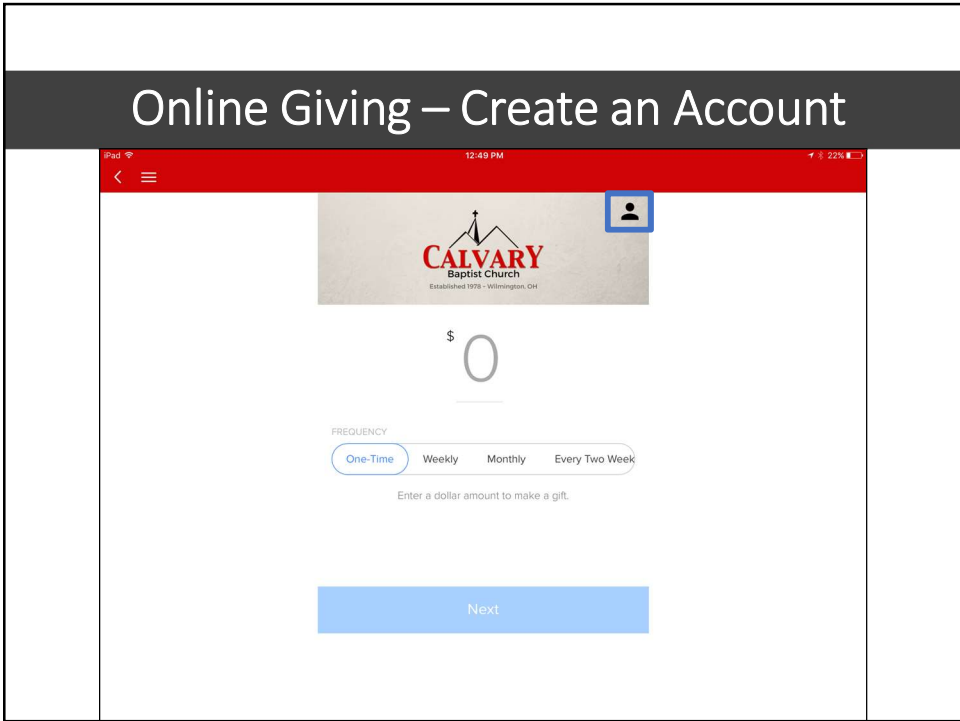 Online Giving – Create an Account
iPad 12:49 PM 22%
CALVARY
Baptist Church
Established 1978 - Wilmington, OH
$ 0
FREQUENCY
One-Time Weekly Monthly Every Two Week
Enter a dollar amount to make a gift.
Next